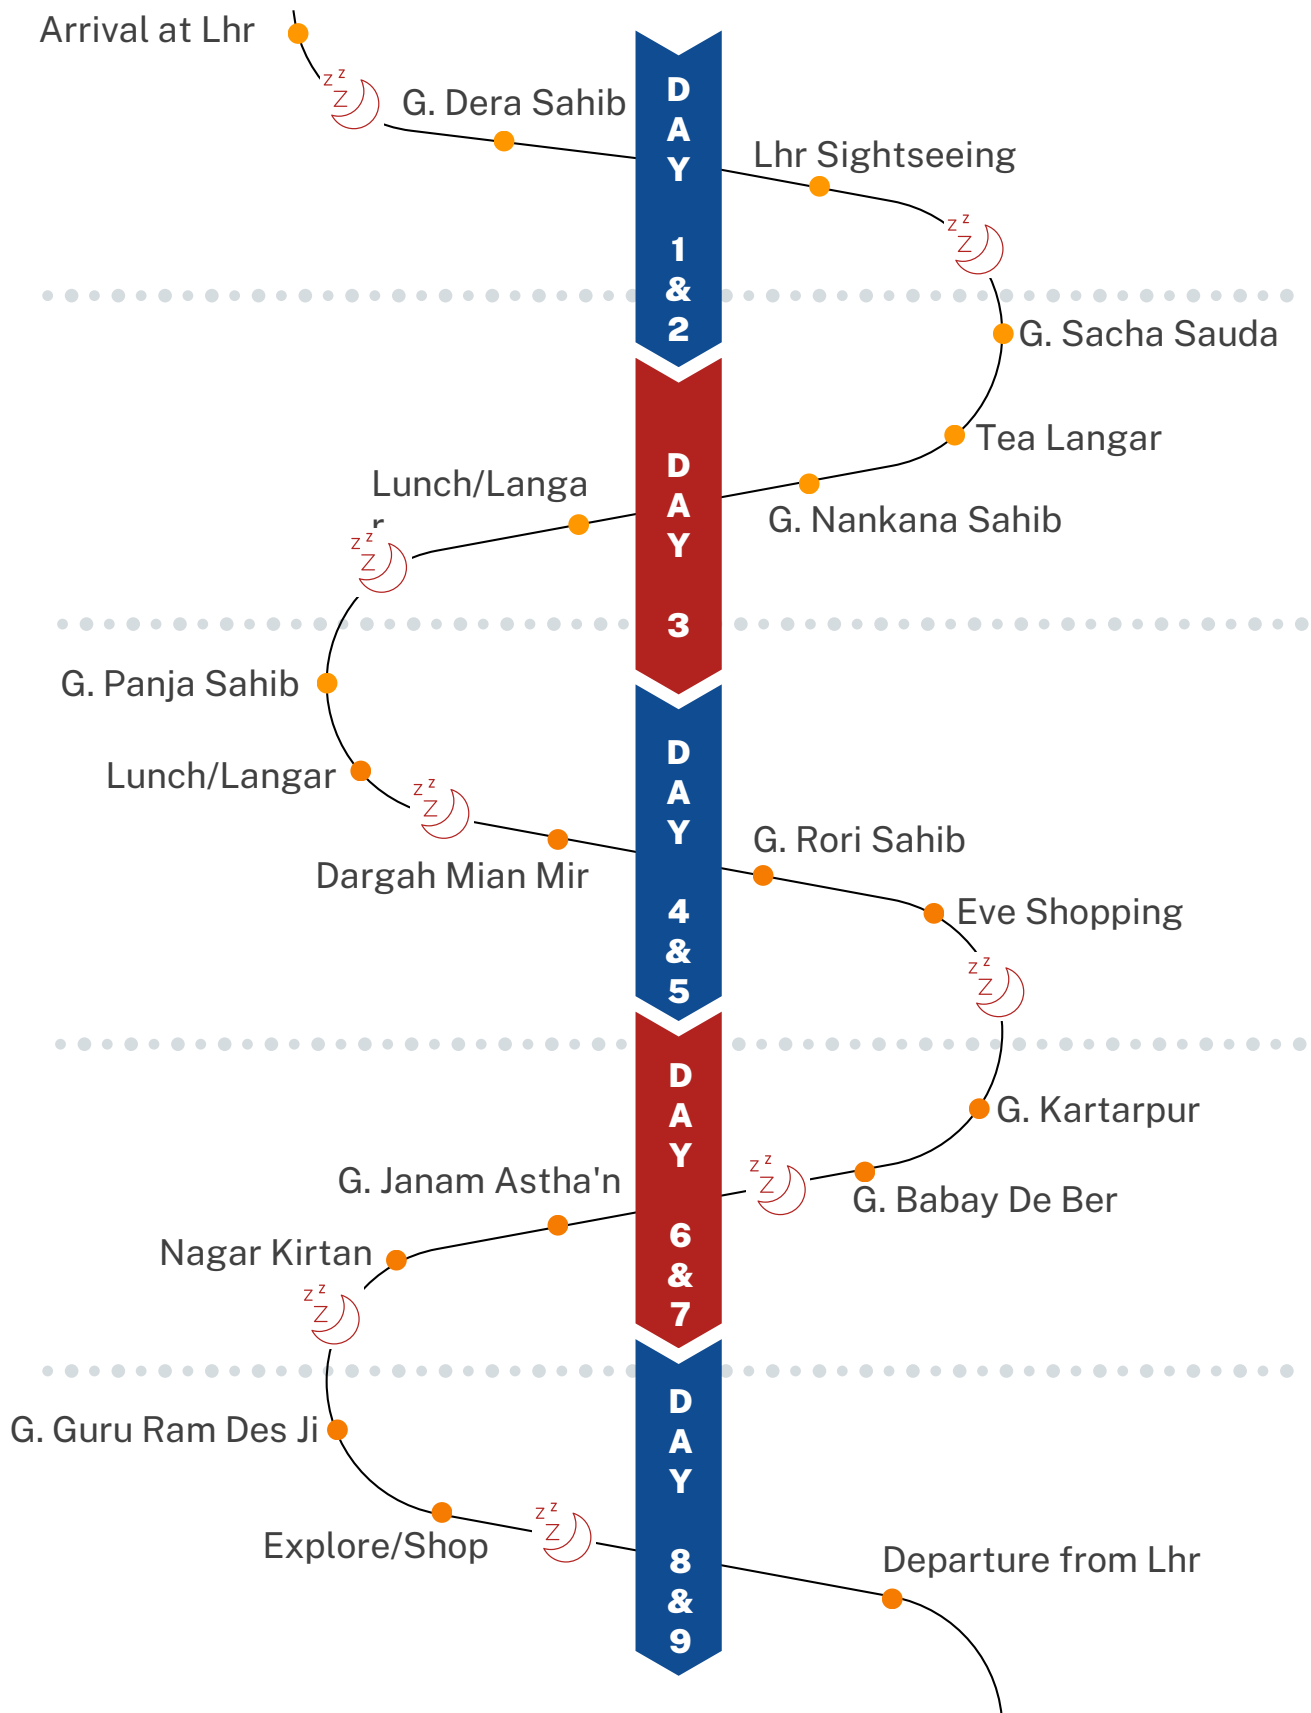 Arrival at Lhr
z z
Z
G. Dera Sahib
DAY 1&2
Lhr Sightseeing
z z
Z
G. Sacha Sauda
Tea Langar
G. Nankana Sahib
DAY 3
Lunch/Langa
r
z z
Z
G. Panja Sahib
Lunch/Langar
z z
Z
Dargah Mian Mir
DAY 4&5
G. Rori Sahib
Eve Shopping
z z
Z
G. Kartarpur
G. Babay De Ber
z z
Z
DAY 6&7
G. Janam Astha'n
Nagar Kirtan
z z
Z
G. Guru Ram Des Ji
Explore/Shop
z z
Z
DAY 8&9
Departure from Lhr